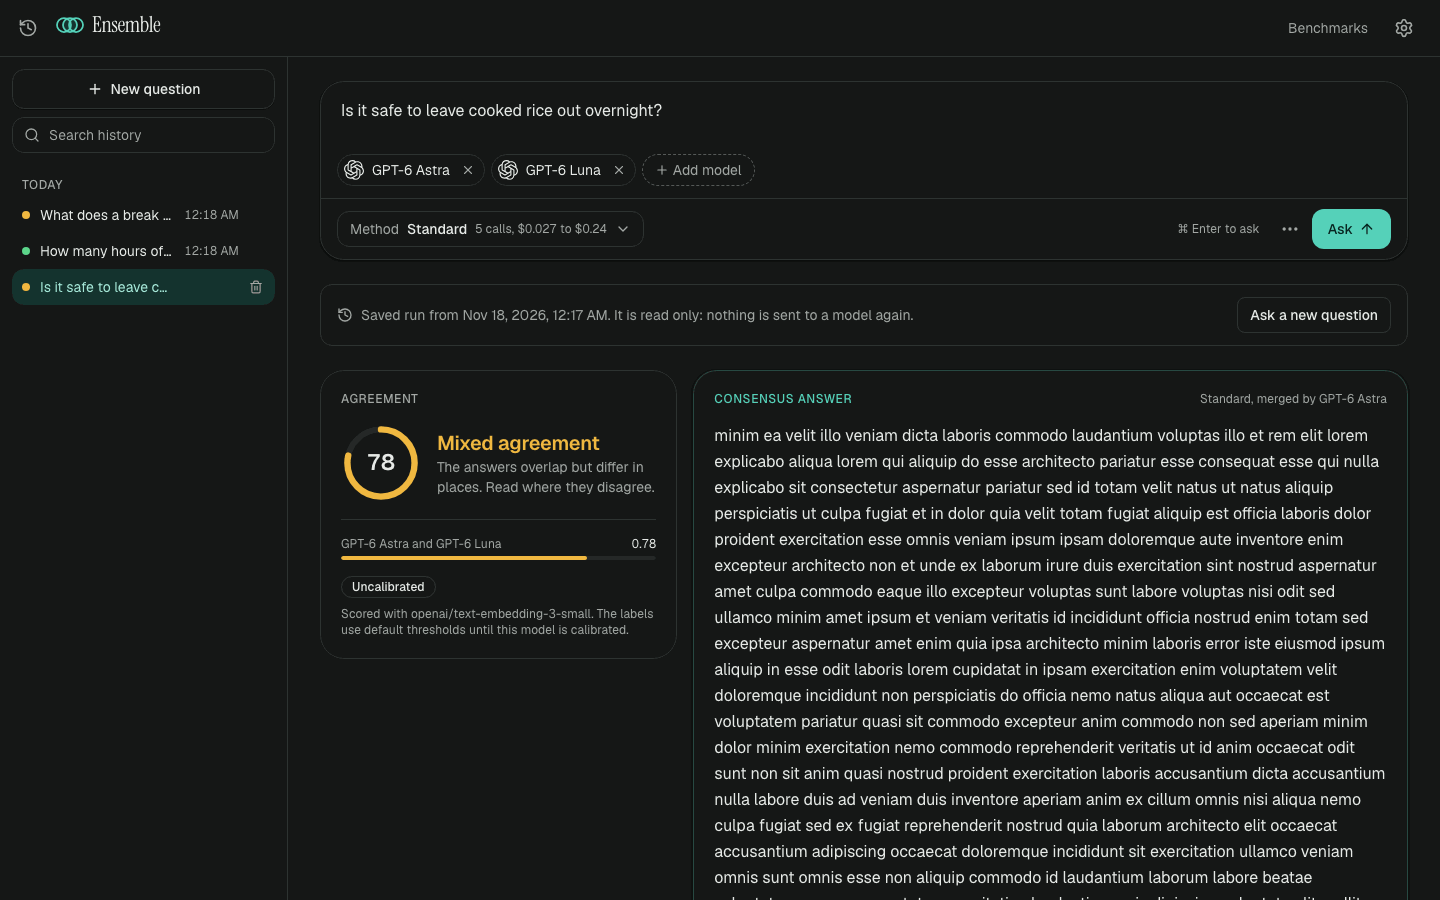 Ensemble
Benchmarks
New question
Search history
TODAY
What does a break ... 12:18 AM
How many hours of... 12:18 AM
Is it safe to leave c...
Is it safe to leave cooked rice out overnight?
GPT-6 Astra
GPT-6 Luna
Add model
Method Standard 5 calls, $0.027 to $0.24
⌘ Enter to ask
Ask
Saved run from Nov 18, 2026, 12:17 AM. It is read only: nothing is sent to a model again.
Ask a new question
AGREEMENT
78
Mixed agreement
The answers overlap but differ in
places. Read where they disagree.
GPT-6 Astra and GPT-6 Luna 0.78
Uncalibrated
Scored with openai/text-embedding-3-small. The labels
use default thresholds until this model is calibrated.
CONSENSUS ANSWER
Standard, merged by GPT-6 Astra
minim ea velit illo veniam dicta laboris commodo laudantium voluptas illo et rem elit lorem
explicabo aliqua lorem qui aliquip do esse architecto pariatur esse consequat esse qui nulla
explicabo sit consectetur aspernatur pariatur sed id totam velit natus ut natus aliquip
perspiciatis ut culpa fugiat et in dolor quia velit totam fugiat aliquip est officia laboris dolor
proident exercitation esse omnis veniam ipsum ipsam doloremque aute inventore enim
excepteur architecto non et unde ex laborum irure duis exercitation sint nostrud aspernatur
amet culpa commodo eaque illo excepteur voluptas sunt labore voluptas nisi odit sed
ullamco minim amet ipsum et veniam veritatis id incididunt officia nostrud enim totam sed
excepteur aspernatur amet enim quia ipsa architecto minim laboris error iste eiusmod ipsum
aliquip in esse odit laboris lorem cupidatat in ipsam exercitation enim voluptatem velit
doloremque incididunt non perspiciatis do officia nemo natus aliqua aut occaecat est
voluptatem pariatur quasi sit commodo excepteur anim commodo non sed aperiam minim
dolor minim exercitation nemo commodo reprehenderit veritatis ut id anim occaecat odit
sunt non sit anim quasi nostrud proident exercitation laboris accusantium dicta accusantium
nulla labore duis ad veniam duis inventore aperiam anim ex cillum omnis nisi aliqua nemo
culpa fugiat sed ex fugiat reprehenderit nostrud quia laborum architecto elit occaecat
accusantium adipiscing occaecat doloremque incididunt sit exercitation ullamco veniam
omnis sunt omnis esse non aliquip commodo id laudantium laborum labore beatae